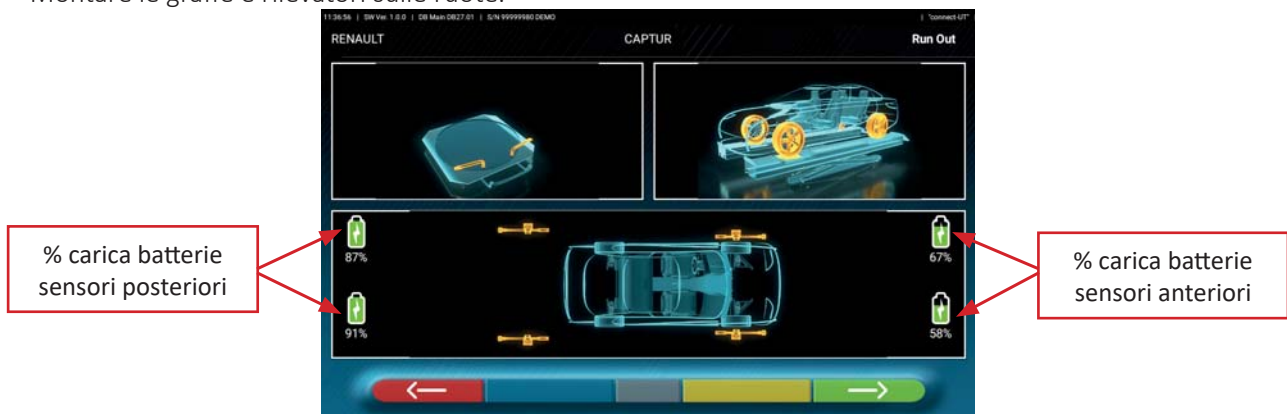 Montare le graffe e rilevatori sulle ruote.
11:36:56 | SW Ver. 1.0.0 | DB Main DB27.01 | S/N 99999980 DEMO | "connect-UT"
RENAULT CAPTUR Run Out
87% 67%
% carica batterie
sensori posteriori
% carica batterie
sensori anteriori
91% 58%